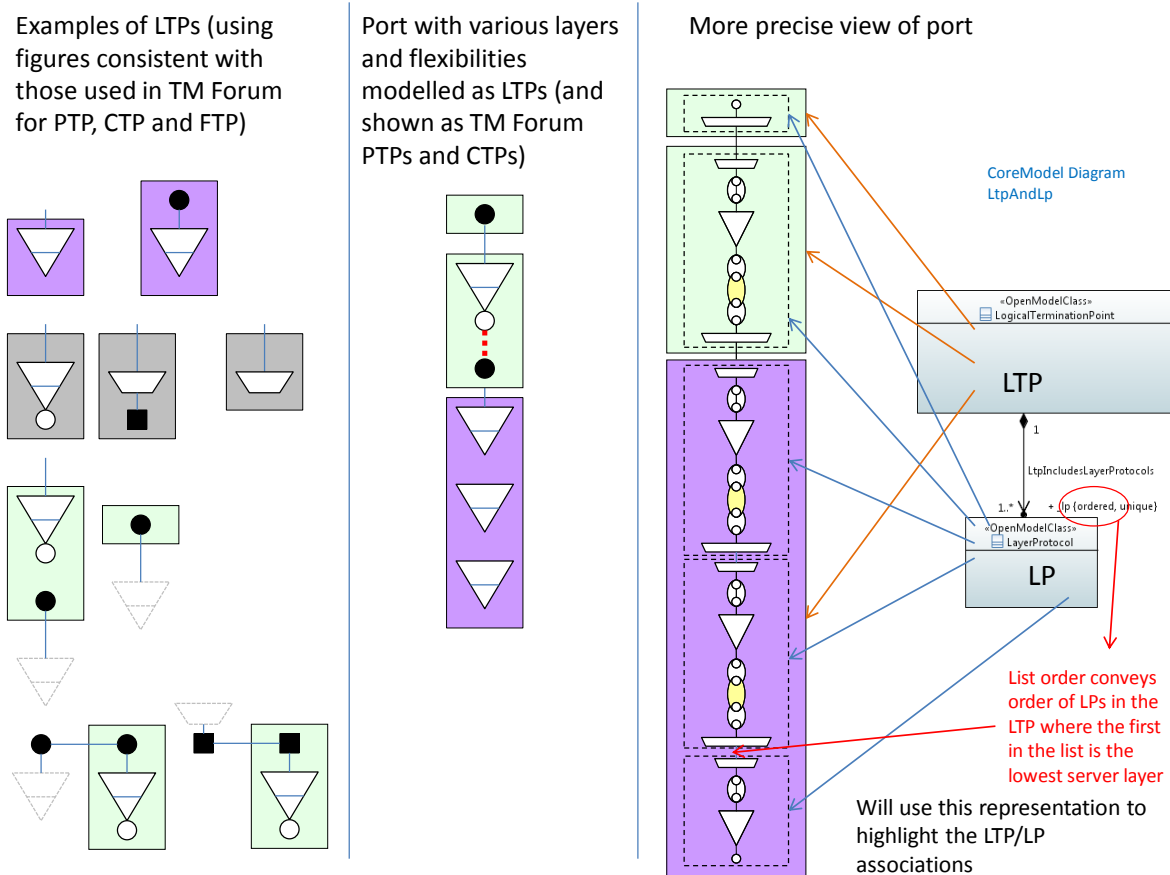 Examples of LTPs (using
figures consistent with
those used in TM Forum
for PTP, CTP and FTP)
Port with various layers
and flexibilities
modelled as LTPs (and
shown as TM Forum
PTPs and CTPs)
More precise view of port
CoreModel Diagram
LtpAndLp
«OpenModelClass»
LogicalTerminationPoint
LTP
1
LtpIncludesLayerProtocols
1..*
+ _lp {ordered, unique}
«OpenModelClass»
LayerProtocol
LP
List order conveys
order of LPs in the
LTP where the first
in the list is the
lowest server layer
Will use this representation to
highlight the LTP/LP
associations